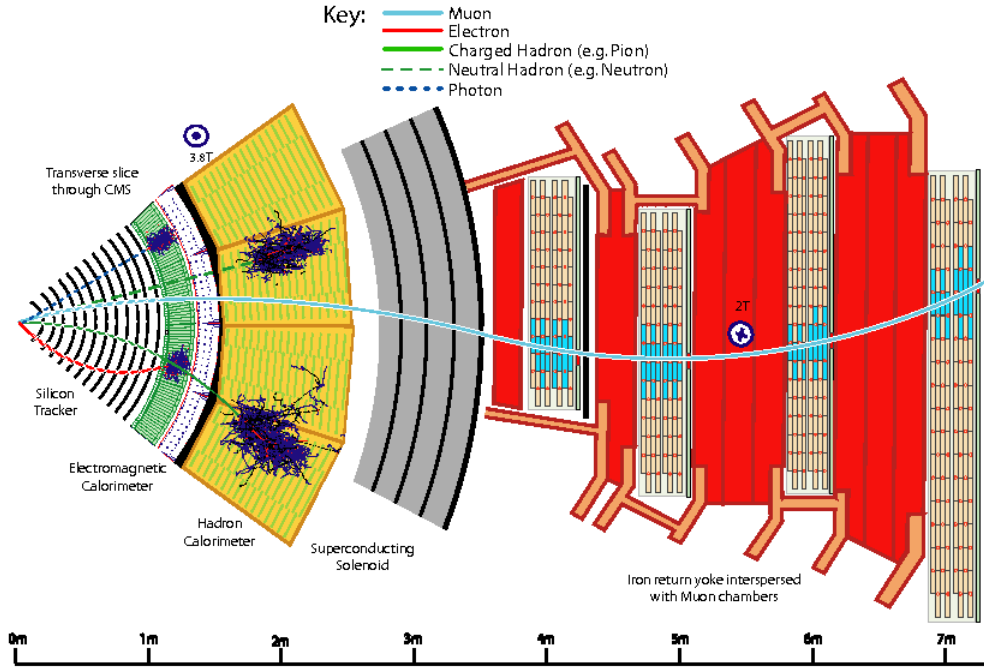 Key:
Muon
Electron
Charged Hadron (e.g. Pion)
Neutral Hadron (e.g. Neutron)
Photon
3.8T
Transverse slice
through CMS
2T
Silicon
Tracker
Electromagnetic
Calorimeter
Hadron
Calorimeter
Superconducting
Solenoid
Iron return yoke interspersed
with Muon chambers
0m 1m 2m 3m 4m 5m 6m 7m